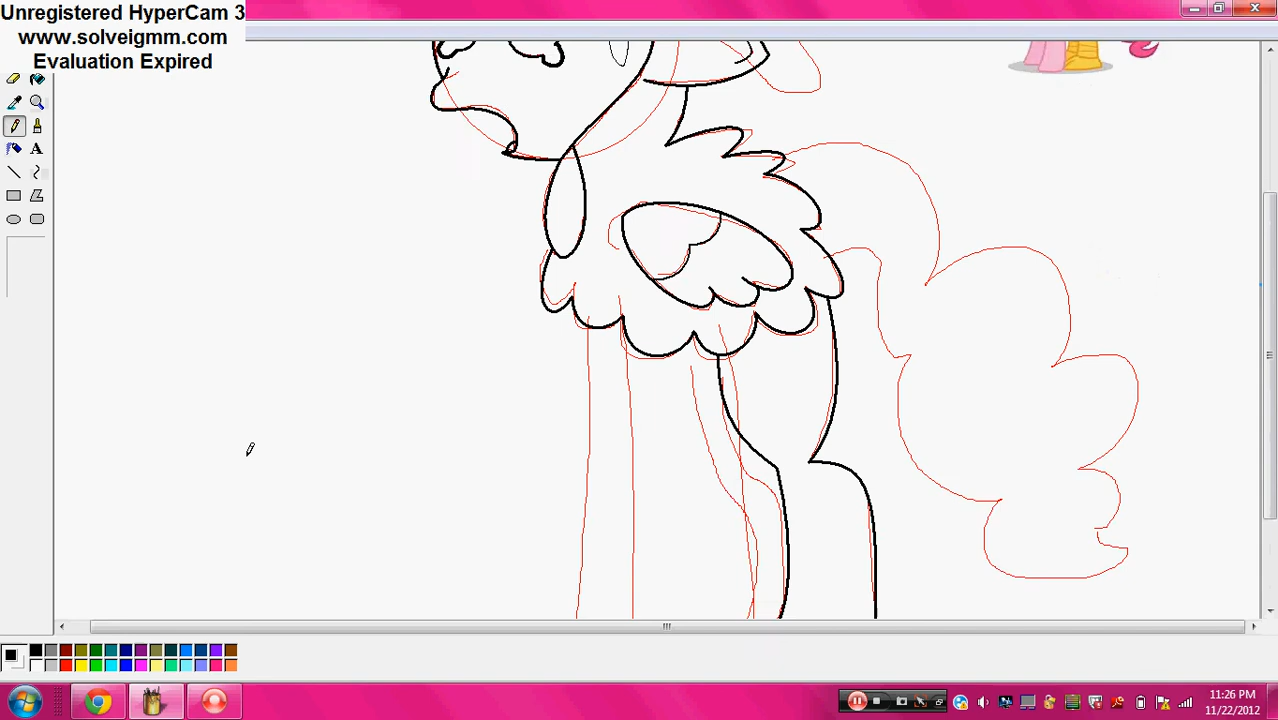 Unregistered HyperCam 3
www.solveigmm.com
Evaluation Expired
A
11:26 PM
11/22/2012